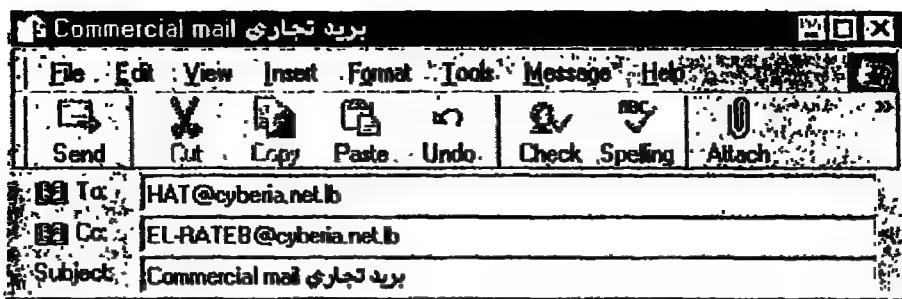 Commercial mail بريد تجاري
File Edit View Insert Format Tools Message Help
Send Cut Copy Paste Undo Check Spelling Attach »
To: HAT@cyberia.net.lb
Cc: EL-RATEB@cyberia.net.lb
Subject: Commercial mail بريد تجاري